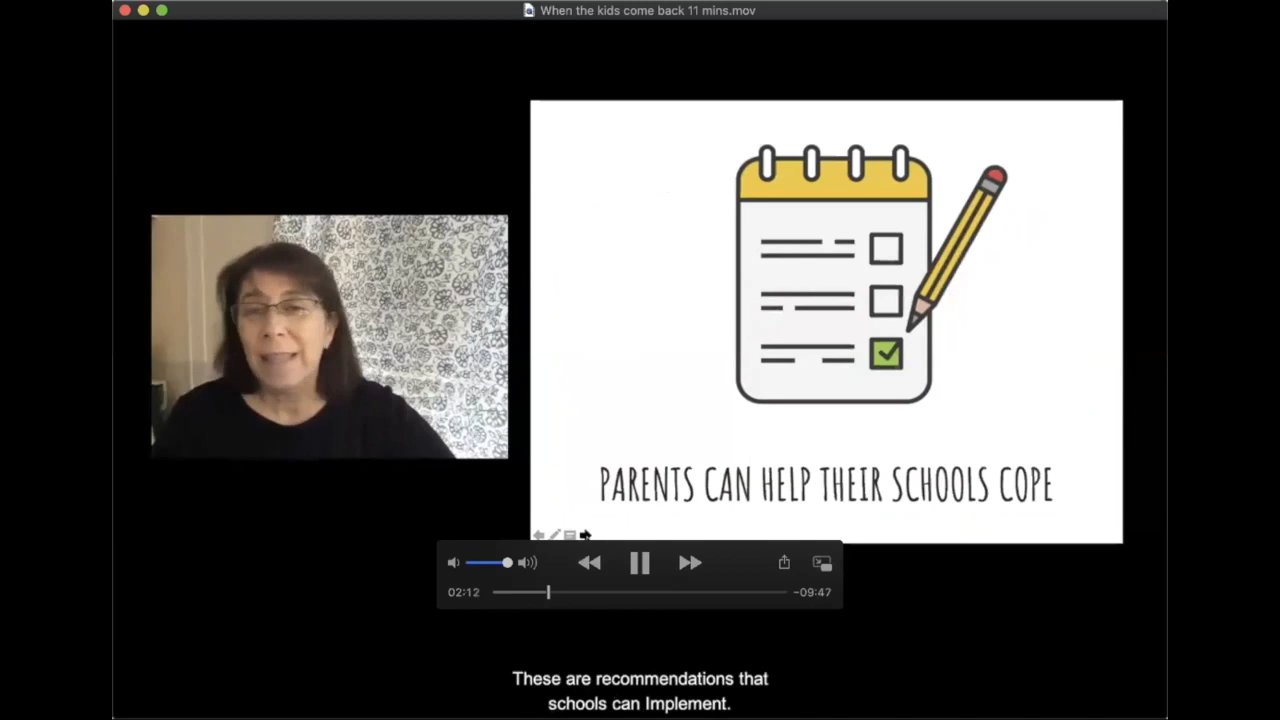 When the kids come back 11 mins.mov
PARENTS CAN HELP THEIR SCHOOLS COPE
02:12
-09:47
These are recommendations that
schools can Implement.